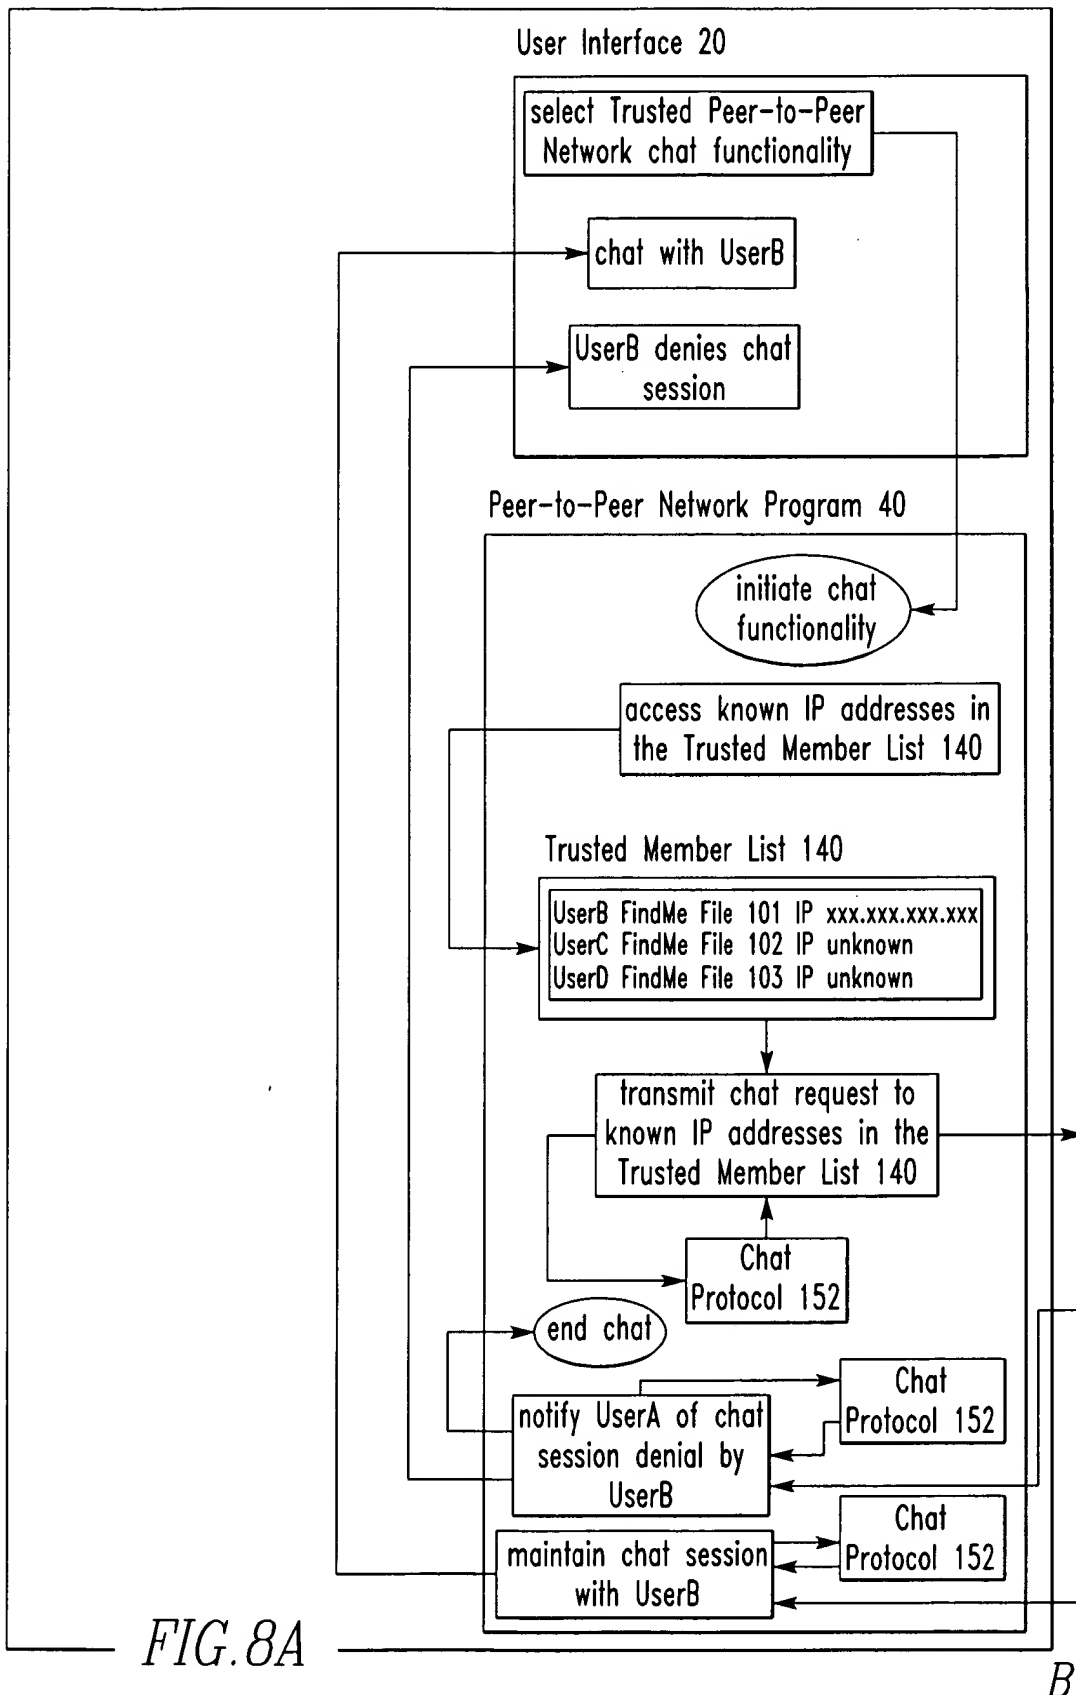 User Interface 20
select Trusted Peer-to-Peer
Network chat functionality
chat with UserB
UserB denies chat
session
Peer-to-Peer Network Program 40
initiate chat
functionality
access known IP addresses in
the Trusted Member List 140
Trusted Member List 140
UserB FindMe File 101 IP xxx.xxx.xxx.xxx
UserC FindMe File 102 IP unknown
UserD FindMe File 103 IP unknown
transmit chat request to
known IP addresses in the
Trusted Member List 140
Chat
Protocol 152
end chat
Chat
Protocol 152
notify UserA of chat
session denial by
UserB
Chat
Protocol 152
maintain chat session
with UserB
FIG.8A
B